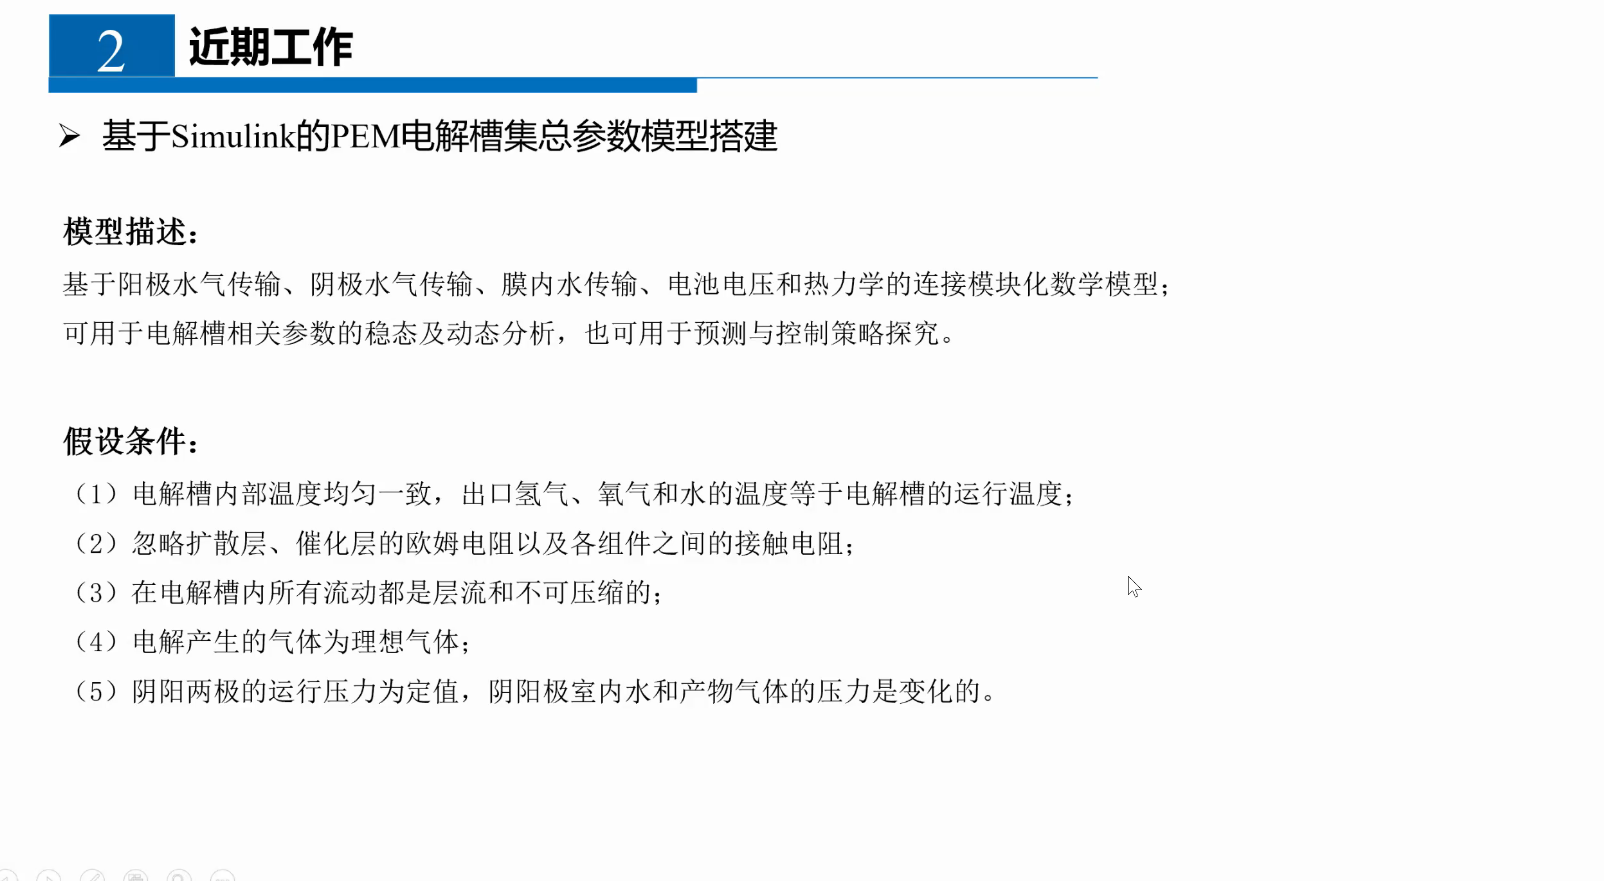 2 近期工作
➢ 基于Simulink的PEM电解槽集总参数模型搭建
模型描述：
基于阳极水气传输、阴极水气传输、膜内水传输、电池电压和热力学的连接模块化数学模型；
可用于电解槽相关参数的稳态及动态分析，也可用于预测与控制策略探究。
假设条件：
（1）电解槽内部温度均匀一致，出口氢气、氧气和水的温度等于电解槽的运行温度；
（2）忽略扩散层、催化层的欧姆电阻以及各组件之间的接触电阻；
（3）在电解槽内所有流动都是层流和不可压缩的；
（4）电解产生的气体为理想气体；
（5）阴阳两极的运行压力为定值，阴阳极室内水和产物气体的压力是变化的。